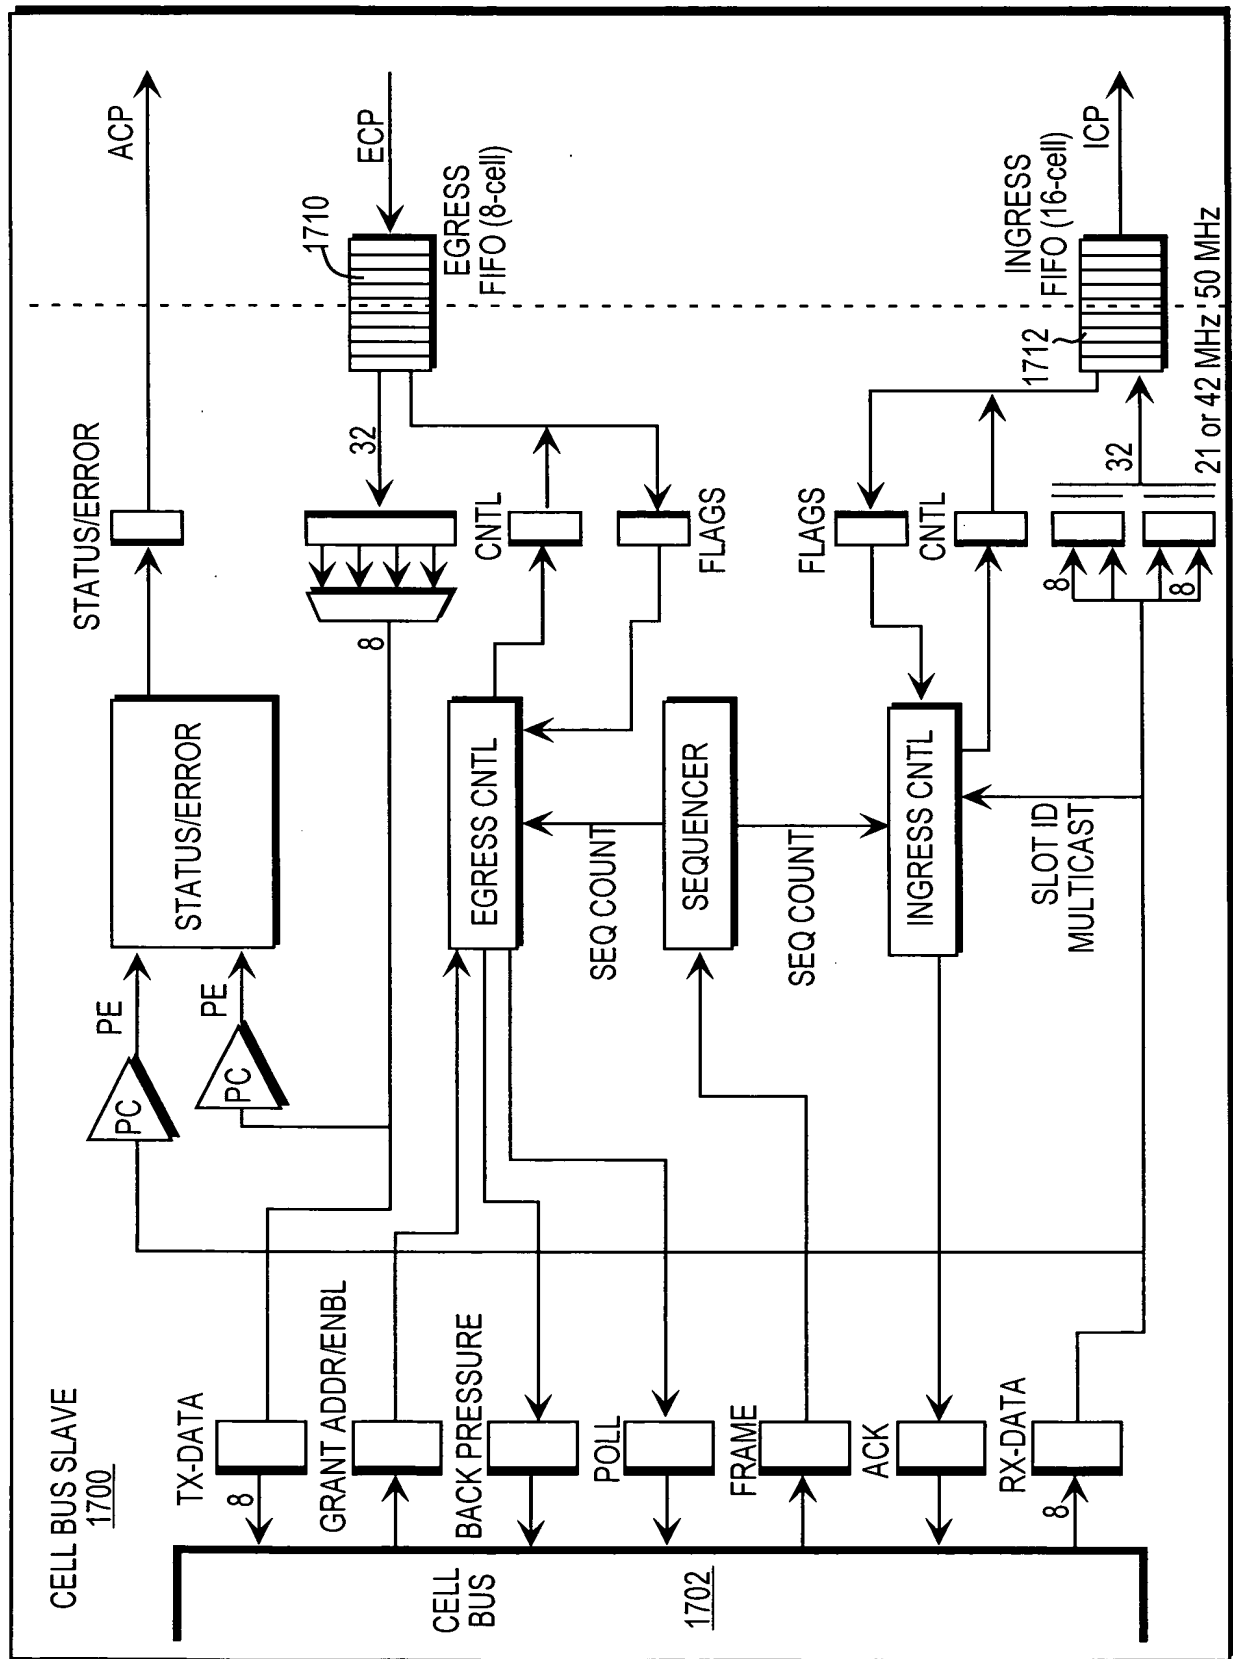 CELL BUS SLAVE
1700
CELL
BUS
1702
TX-DATA
8
GRANT ADDR/ENBL
BACK PRESSURE
POLL
FRAME
ACK
RX-DATA
8
PC
PE
PC
PE
STATUS/ERROR
STATUS/ERROR
ACP
8
32
1710
ECP
EGRESS
FIFO (8-cell)
EGRESS CNTL
CNTL
FLAGS
SEQ COUNT
SEQUENCER
SEQ COUNT
INGRESS CNTL
FLAGS
CNTL
SLOT ID
MULTICAST
8
8
32
1712
INGRESS
FIFO (16-cell)
ICP
21 or 42 MHz
50 MHz